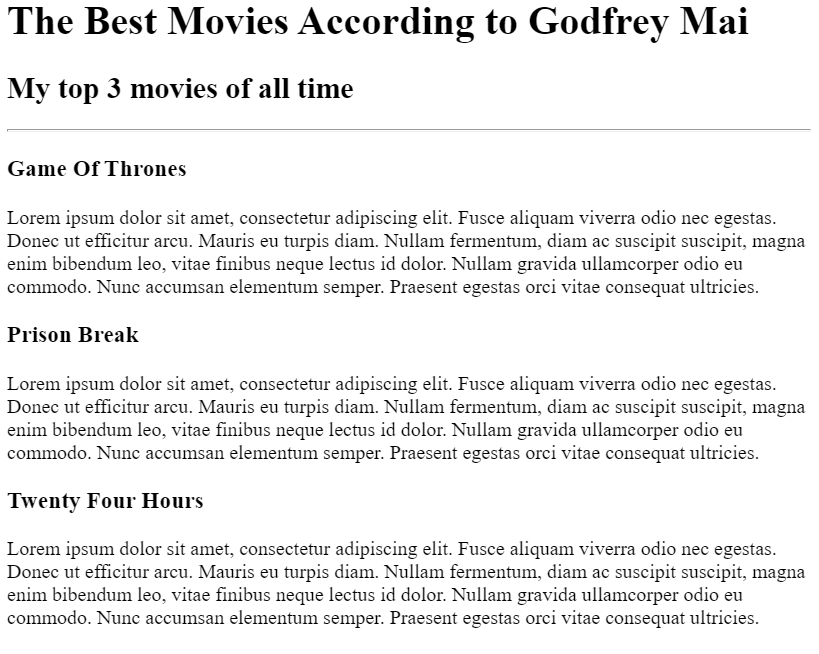 The Best Movies According to Godfrey Mai
My top 3 movies of all time
Game Of Thrones
Lorem ipsum dolor sit amet, consectetur adipiscing elit. Fusce aliquam viverra odio nec egestas.
Donec ut efficitur arcu. Mauris eu turpis diam. Nullam fermentum, diam ac suscipit suscipit, magna
enim bibendum leo, vitae finibus neque lectus id dolor. Nullam gravida ullamcorper odio eu
commodo. Nunc accumsan elementum semper. Praesent egestas orci vitae consequat ultricies.
Prison Break
Lorem ipsum dolor sit amet, consectetur adipiscing elit. Fusce aliquam viverra odio nec egestas.
Donec ut efficitur arcu. Mauris eu turpis diam. Nullam fermentum, diam ac suscipit suscipit, magna
enim bibendum leo, vitae finibus neque lectus id dolor. Nullam gravida ullamcorper odio eu
commodo. Nunc accumsan elementum semper. Praesent egestas orci vitae consequat ultricies.
Twenty Four Hours
Lorem ipsum dolor sit amet, consectetur adipiscing elit. Fusce aliquam viverra odio nec egestas.
Donec ut efficitur arcu. Mauris eu turpis diam. Nullam fermentum, diam ac suscipit suscipit, magna
enim bibendum leo, vitae finibus neque lectus id dolor. Nullam gravida ullamcorper odio eu
commodo. Nunc accumsan elementum semper. Praesent egestas orci vitae consequat ultricies.